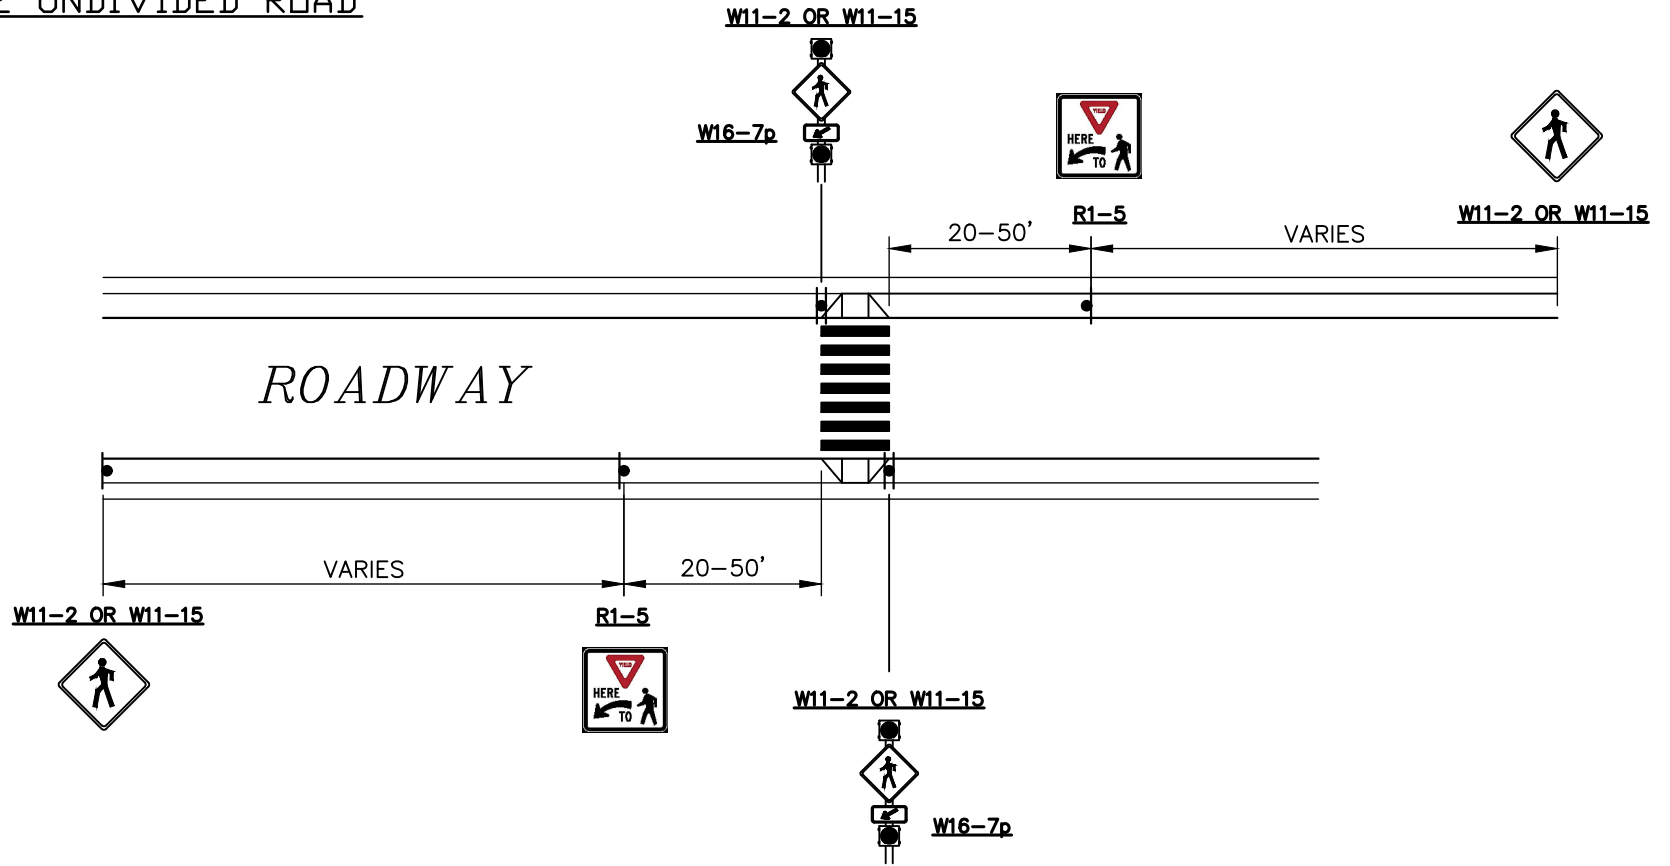 UNDIVIDED ROAD
W11-2 OR W11-15
W16-7p
YIELD
HERE
TO
R1-5
W11-2 OR W11-15
20-50'
VARIES
ROADWAY
VARIES
20-50'
W11-2 OR W11-15
R1-5
YIELD
HERE
TO
W11-2 OR W11-15
W16-7p